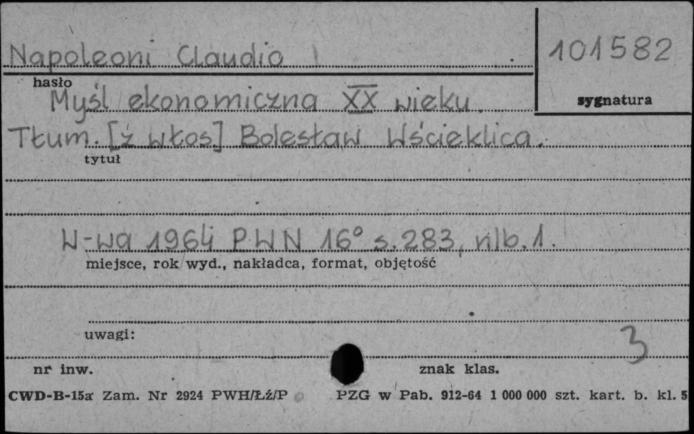 Napoleoni Claudio
101582
hasło
Myśl ekonomiczna XX wieku.
sygnatura
Tłum. [z włos] Bolesław Wścieklica.
tytuł
W-wa 1964 PWN 16° s. 283, nlb. 1.
miejsce, rok wyd., nakładca, format, objętość
uwagi:
3
nr inw.
znak klas.
CWD-B-15a Zam. Nr 2924 PWH/Łź/P PZG w Pab. 912-64 1 000 000 szt. kart. b. kl. 5